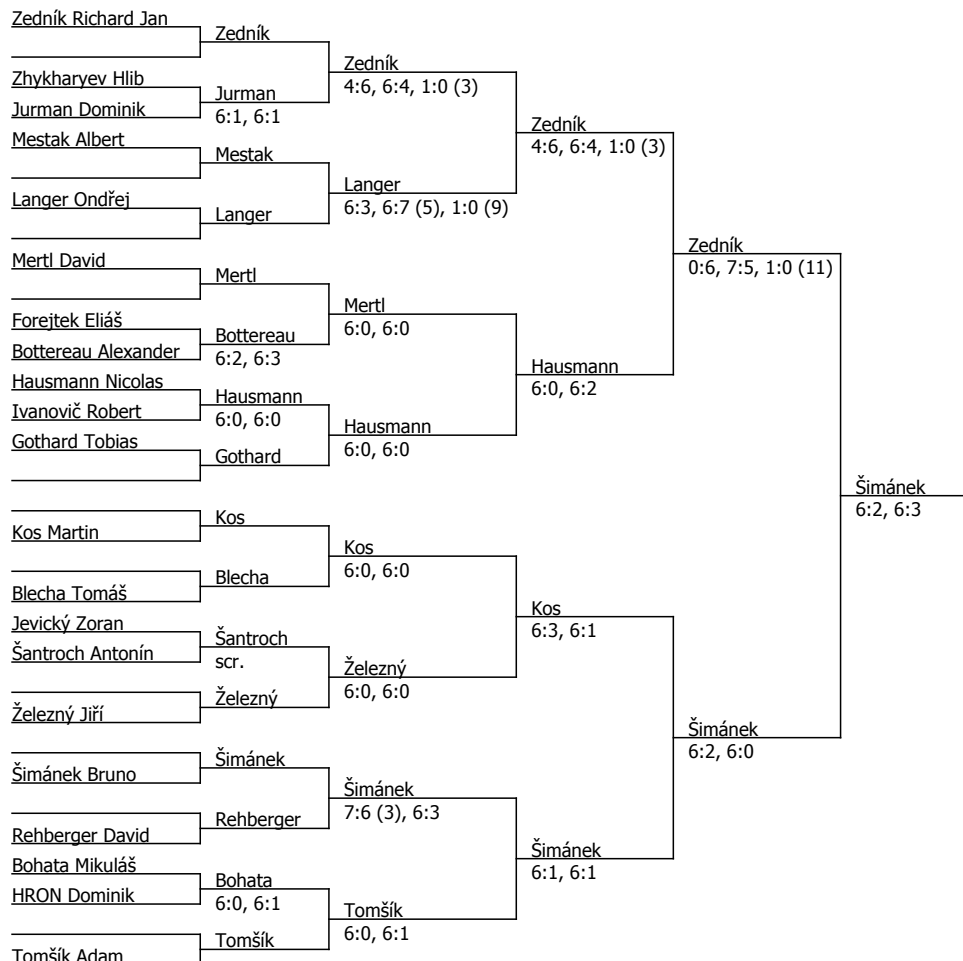 Zedník Richard Jan
Zhykharyev Hlib
Jurman Dominik
Mestak Albert
Langer Ondřej
Mertl David
Forejtek Eliáš
Bottereau Alexander
Hausmann Nicolas
Ivanovič Robert
Gothard Tobias
Kos Martin
Blecha Tomáš
Jevický Zoran
Šantroch Antonín
Železný Jiří
Šimánek Bruno
Rehberger David
Bohata Mikuláš
HRON Dominik
Tomšík Adam
Zedník
Jurman
6:1, 6:1
Mestak
Langer
Mertl
Bottereau
6:2, 6:3
Hausmann
6:0, 6:0
Gothard
Kos
Blecha
Šantroch
scr.
Železný
Šimánek
Rehberger
Bohata
6:0, 6:1
Tomšík
Zedník
4:6, 6:4, 1:0 (3)
Langer
6:3, 6:7 (5), 1:0 (9)
Mertl
6:0, 6:0
Hausmann
6:0, 6:0
Kos
6:0, 6:0
Železný
6:0, 6:0
Šimánek
7:6 (3), 6:3
Tomšík
6:0, 6:1
Zedník
4:6, 6:4, 1:0 (3)
Hausmann
6:0, 6:2
Kos
6:3, 6:1
Šimánek
6:1, 6:1
Zedník
0:6, 7:5, 1:0 (11)
Šimánek
6:2, 6:0
Šimánek
6:2, 6:3